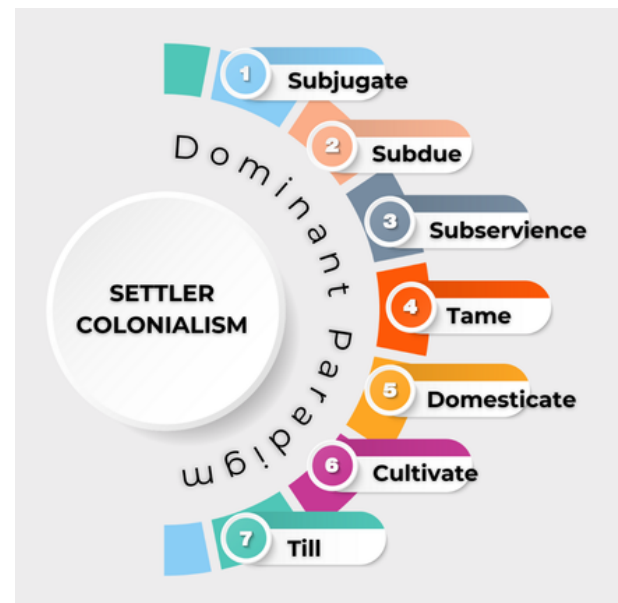 1
Subjugate
2
Subdue
3
Subservience
4
Tame
5
Domesticate
6
Cultivate
7
Till
Dominant Paradigm
SETTLER
COLONIALISM